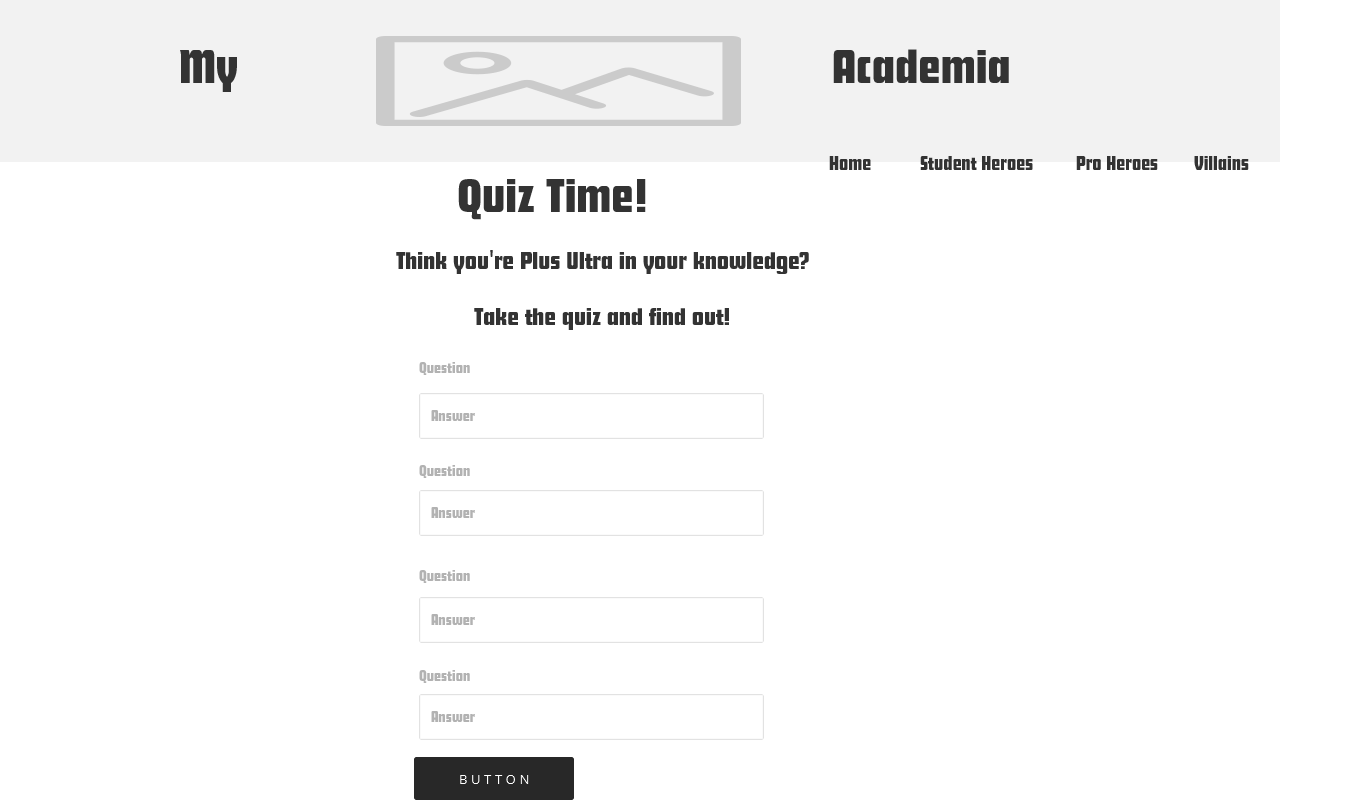 My Academia
Home Student Heroes Pro Heroes Villains
Quiz Time!
Think you're Plus Ultra in your knowledge?
Take the quiz and find out!
Question
Answer
Question
Answer
Question
Answer
Question
Answer
BUTTON